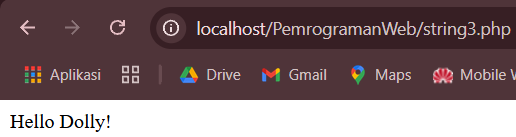 localhost/PemrogramanWeb/string3.php
Aplikasi Drive Gmail Maps Mobile
Hello Dolly!